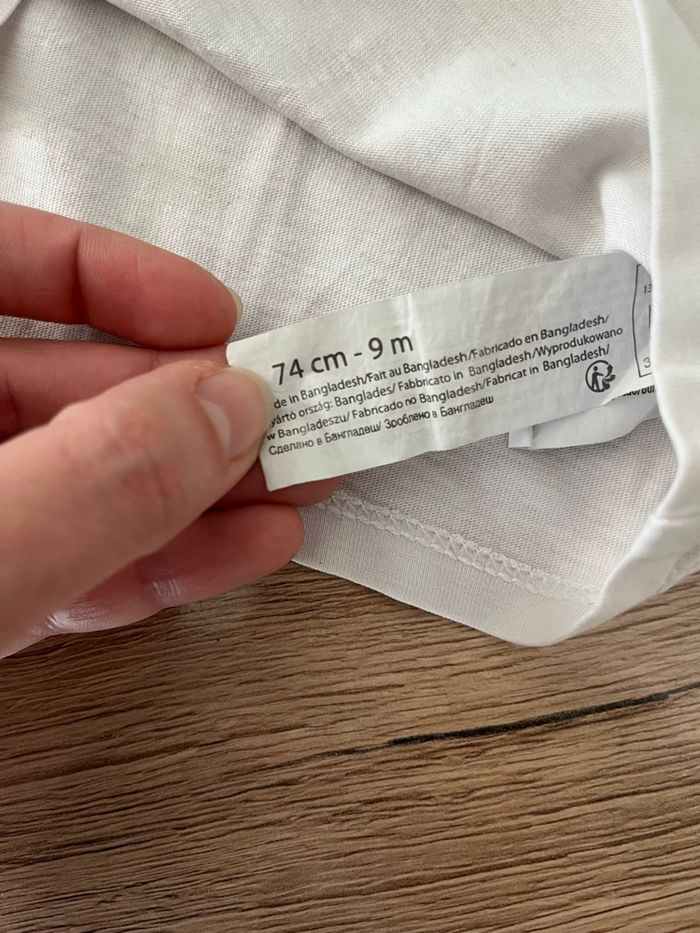 74 cm - 9 m
de in Bangladesh/Fait au Bangladesh/Fabricado en Bangladesh/
ártó ország: Banglades/ Fabbricato in Bangladesh/Wyprodukowano
w Bangladeszu/ Fabricado no Bangladesh/Fabricat in Bangladesh/
Сделано в Бангладеш/ Зроблено в Бангладеш